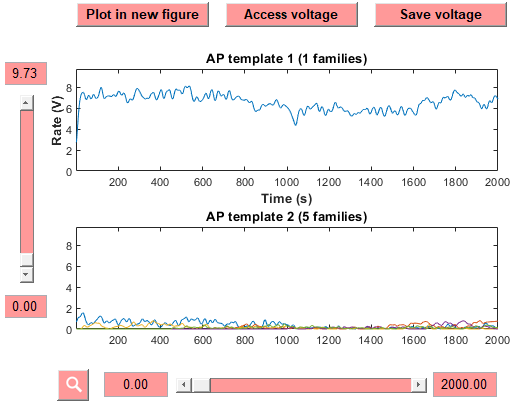 Plot in new figure Access voltage Save voltage
9.73
AP template 1 (1 families)
8
6
4
2
0
Rate (V)
200 400 600 800 1000 1200 1400 1600 1800 2000
Time (s)
AP template 2 (5 families)
8
6
4
2
0
0.00
200 400 600 800 1000 1200 1400 1600 1800 2000
0.00 2000.00